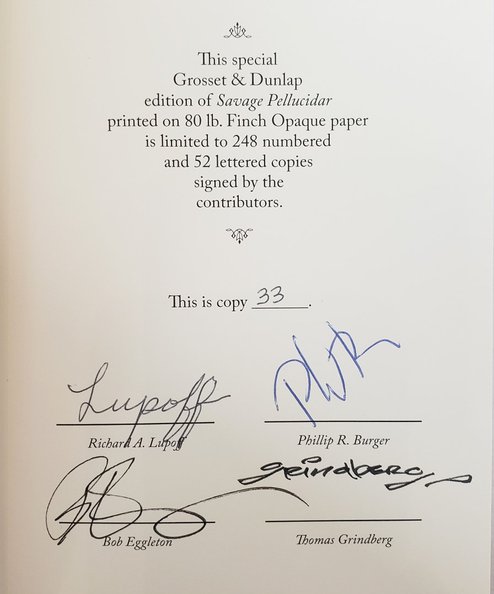 This special
Grosset & Dunlap
edition of Savage Pellucidar
printed on 80 lb. Finch Opaque paper
is limited to 248 numbered
and 52 lettered copies
signed by the
contributors.
This is copy 33.
Lupoff
Richard A. Lupoff
Phillip R. Burger
Grindberg
Bob Eggleton
Thomas Grindberg